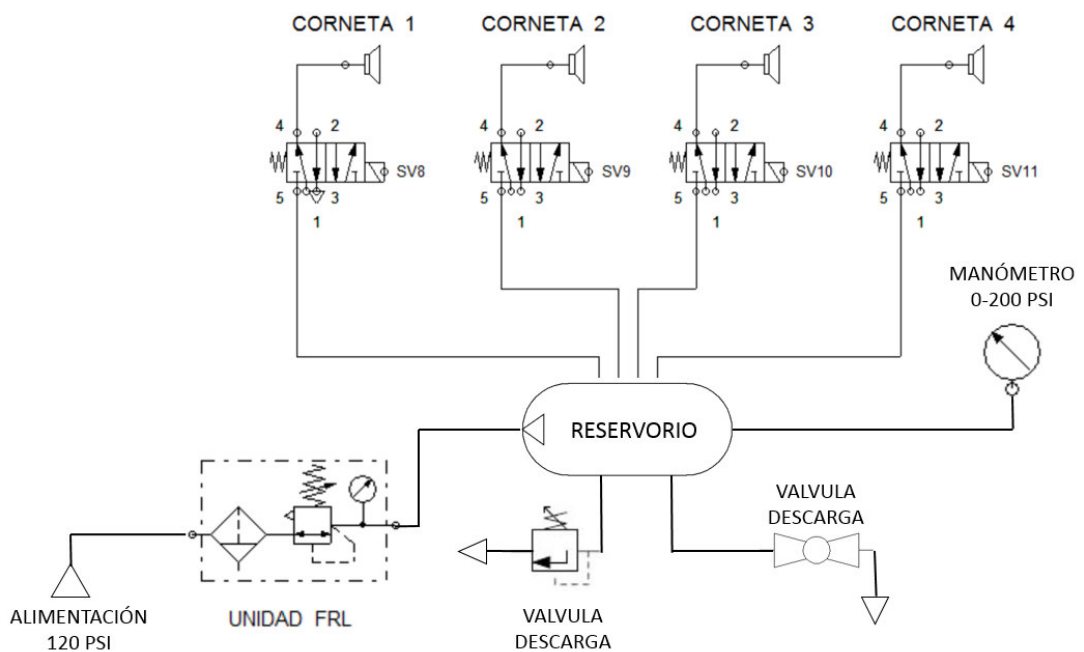 CORNETA 1
CORNETA 2
CORNETA 3
CORNETA 4
4 2
4 2
4 2
4 2
SV8
SV9
SV10
SV11
5 3
5 3
5 3
5 3
1
1
1
1
MANÓMETRO
0-200 PSI
RESERVORIO
VALVULA
DESCARGA
ALIMENTACIÓN
120 PSI
UNIDAD FRL
VALVULA
DESCARGA